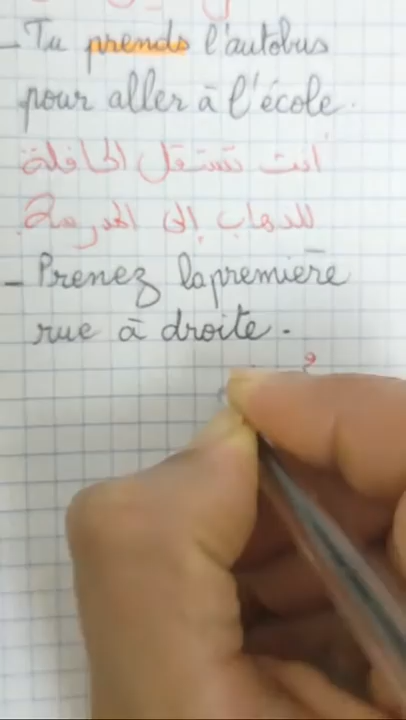 - Tu prends l'autobus
pour aller à l'école.
أنت تستقل الحافلة
للذهاب إلى المدرسة.
- Prenez la première
rue à droite.